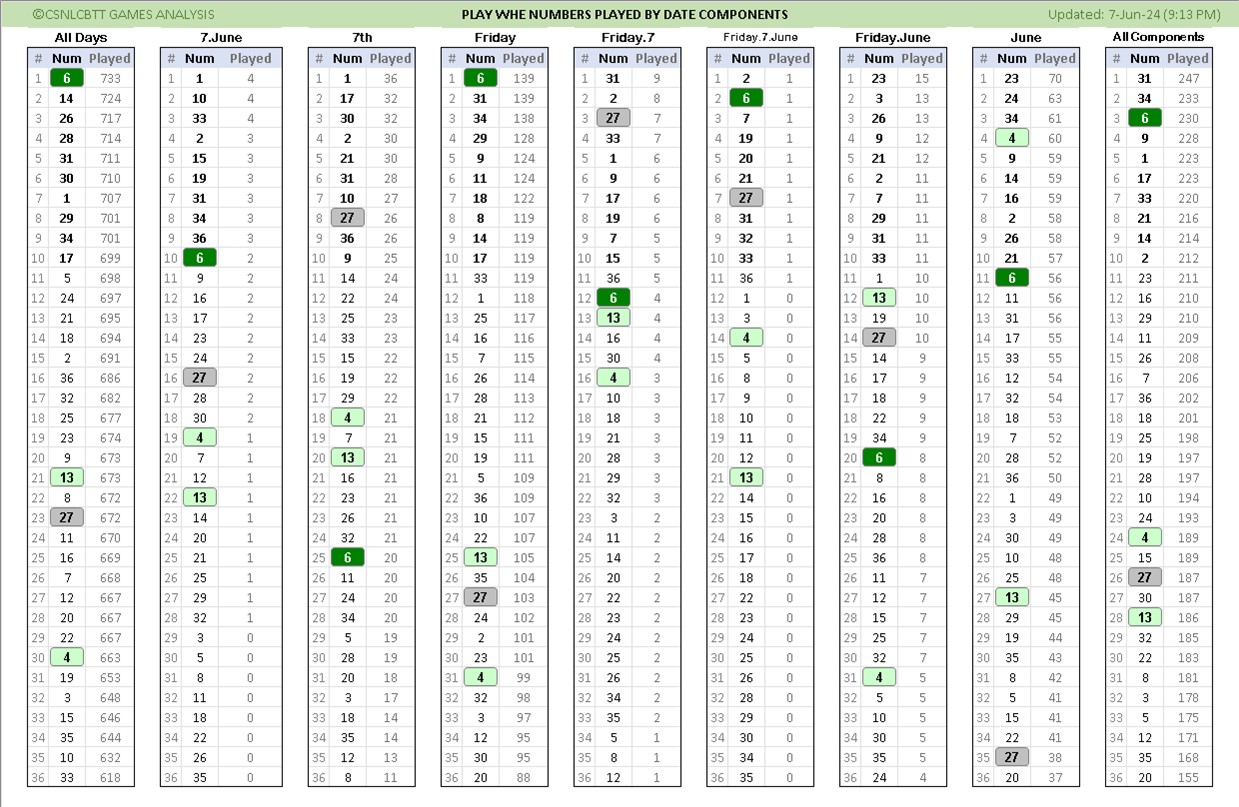 ©CSNLCBTT GAMES ANALYSIS PLAY WHE NUMBERS PLAYED BY DATE COMPONENTS Updated: 7-Jun-24 (9:13 PM)
All Days 7.June 7th Friday Friday.7 Friday.7.June Friday.June June All Components
# Num Played # Num Played # Num Played # Num Played # Num Played # Num Played # Num Played # Num Played # Num Played
1 6 733 1 1 4 1 1 36 1 6 139 1 31 9 1 2 1 1 23 15 1 23 70 1 31 247
2 14 724 2 10 4 2 17 32 2 31 139 2 2 8 2 6 1 2 3 13 2 24 63 2 34 233
3 26 717 3 33 4 3 30 32 3 34 138 3 27 7 3 7 1 3 26 13 3 34 61 3 6 230
4 28 714 4 2 3 4 2 30 4 29 128 4 33 7 4 19 1 4 9 12 4 4 60 4 9 228
5 31 711 5 15 3 5 21 30 5 9 124 5 1 6 5 20 1 5 21 12 5 9 59 5 1 223
6 30 710 6 19 3 6 31 28 6 11 124 6 9 6 6 21 1 6 2 11 6 14 59 6 17 223
7 1 707 7 31 3 7 10 27 7 18 122 7 17 6 7 27 1 7 7 11 7 16 59 7 33 220
8 29 701 8 34 3 8 27 26 8 8 119 8 19 6 8 31 1 8 29 11 8 2 58 8 21 216
9 34 701 9 36 3 9 36 26 9 14 119 9 7 5 9 32 1 9 31 11 9 26 58 9 14 214
10 17 699 10 6 2 10 9 25 10 17 119 10 15 5 10 33 1 10 33 11 10 21 57 10 2 212
11 5 698 11 9 2 11 14 24 11 33 119 11 36 5 11 36 1 11 1 10 11 6 56 11 23 211
12 24 697 12 16 2 12 22 24 12 1 118 12 6 4 12 1 0 12 13 10 12 11 56 12 16 210
13 21 695 13 17 2 13 25 23 13 25 117 13 13 4 13 3 0 13 19 10 13 31 56 13 29 210
14 18 694 14 23 2 14 33 23 14 16 116 14 16 4 14 4 0 14 27 10 14 17 55 14 11 209
15 2 691 15 24 2 15 15 22 15 7 115 15 30 4 15 5 0 15 14 9 15 33 55 15 26 208
16 36 686 16 27 2 16 19 22 16 26 114 16 4 3 16 8 0 16 17 9 16 12 54 16 7 206
17 32 682 17 28 2 17 29 22 17 28 113 17 10 3 17 9 0 17 18 9 17 32 54 17 36 202
18 25 677 18 30 2 18 4 21 18 21 112 18 18 3 18 10 0 18 22 9 18 18 53 18 18 201
19 23 674 19 4 1 19 7 21 19 15 111 19 21 3 19 11 0 19 34 9 19 7 52 19 25 198
20 9 673 20 7 1 20 13 21 20 19 111 20 28 3 20 12 0 20 6 8 20 28 52 20 19 197
21 13 673 21 12 1 21 16 21 21 5 109 21 29 3 21 13 0 21 8 8 21 36 50 21 28 197
22 8 672 22 13 1 22 23 21 22 36 109 22 32 3 22 14 0 22 16 8 22 1 49 22 10 194
23 27 672 23 14 1 23 26 21 23 10 107 23 3 2 23 15 0 23 20 8 23 3 49 23 24 193
24 11 670 24 20 1 24 32 21 24 22 107 24 11 2 24 16 0 24 28 8 24 30 49 24 4 189
25 16 669 25 21 1 25 6 20 25 13 105 25 14 2 25 17 0 25 36 8 25 10 48 25 15 189
26 7 668 26 25 1 26 11 20 26 35 104 26 20 2 26 18 0 26 11 7 26 25 48 26 27 187
27 12 667 27 29 1 27 24 20 27 27 103 27 22 2 27 22 0 27 12 7 27 13 45 27 30 187
28 20 667 28 32 1 28 34 20 28 24 102 28 23 2 28 23 0 28 15 7 28 29 45 28 13 186
29 22 667 29 3 0 29 5 19 29 2 101 29 24 2 29 24 0 29 25 7 29 19 44 29 32 185
30 4 663 30 5 0 30 28 19 30 23 101 30 25 2 30 25 0 30 32 7 30 35 43 30 22 183
31 19 653 31 8 0 31 20 18 31 4 99 31 26 2 31 26 0 31 4 5 31 8 42 31 8 181
32 3 648 32 11 0 32 3 17 32 32 98 32 34 2 32 28 0 32 5 5 32 5 41 32 3 178
33 15 646 33 18 0 33 18 14 33 3 97 33 35 2 33 29 0 33 10 5 33 15 41 33 5 175
34 35 644 34 22 0 34 35 14 34 12 95 34 5 1 34 30 0 34 30 5 34 22 41 34 12 171
35 10 632 35 26 0 35 12 13 35 30 95 35 8 1 35 34 0 35 35 5 35 27 38 35 35 168
36 33 618 36 35 0 36 8 11 36 20 88 36 12 1 36 35 0 36 24 4 36 20 37 36 20 155